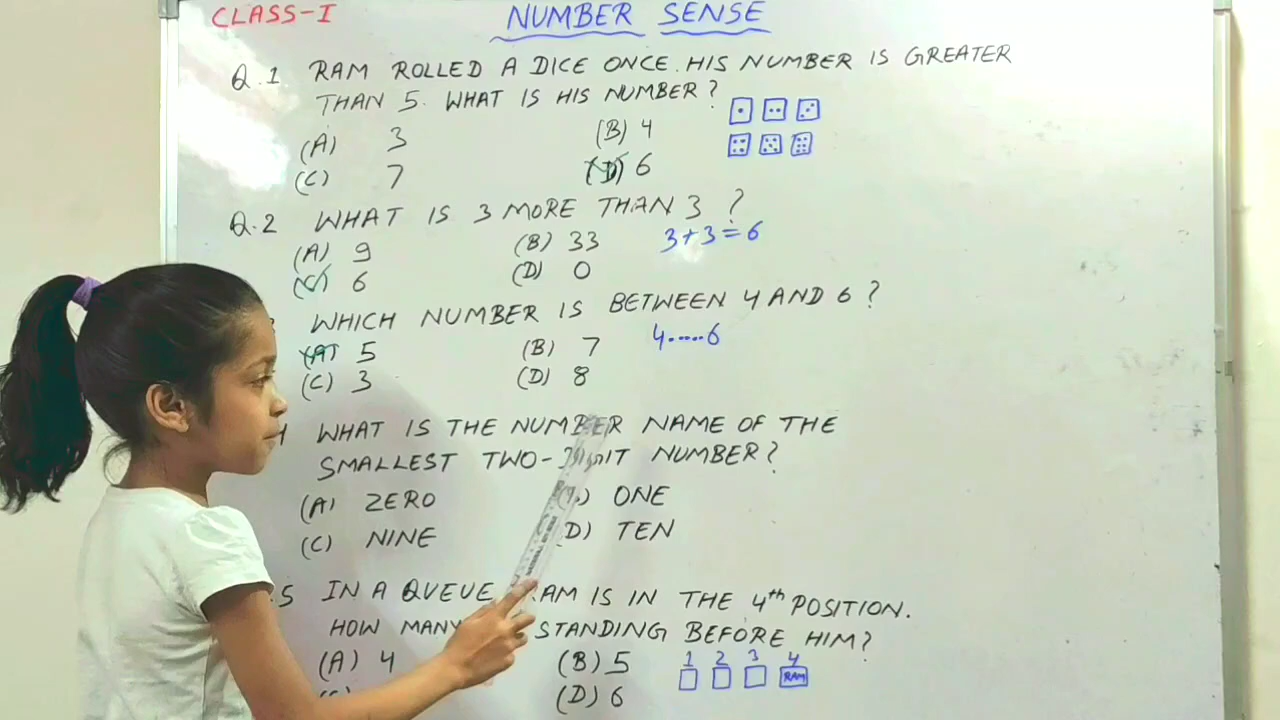 CLASS-I
NUMBER SENSE
Q.1 RAM ROLLED A DICE ONCE. HIS NUMBER IS GREATER
THAN 5. WHAT IS HIS NUMBER?
(A) 3 (B) 4
(C) 7 (D) 6
Q.2 WHAT IS 3 MORE THAN 3 ?
(A) 9 (B) 33 3+3=6
(C) 6 (D) 0
WHICH NUMBER IS BETWEEN 4 AND 6 ?
(A) 5 (B) 7 4.....6
(C) 3 (D) 8
WHAT IS THE NUMBER NAME OF THE
SMALLEST TWO-DIGIT NUMBER?
(A) ZERO (B) ONE
(C) NINE (D) TEN
.5 IN A QUEUE RAM IS IN THE 4th POSITION.
HOW MANY STANDING BEFORE HIM?
(A) 4 (B) 5 1 2 3 4
RAM
(D) 6